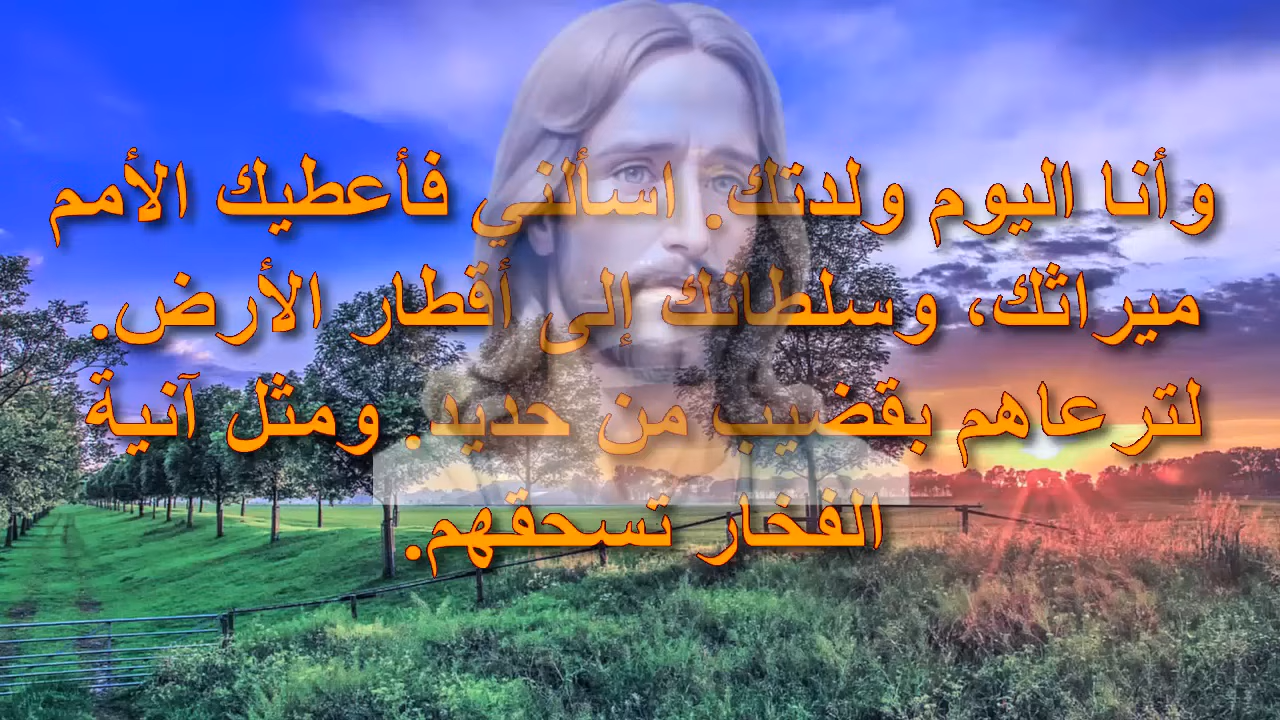 وأنا اليوم ولدتك. اسألني فأعطيك الأمم
ميراثك، وسلطانك إلى أقطار الأرض.
لترعاهم بقضيب من حديد. ومثل آنية
الفخار تسحقهم.